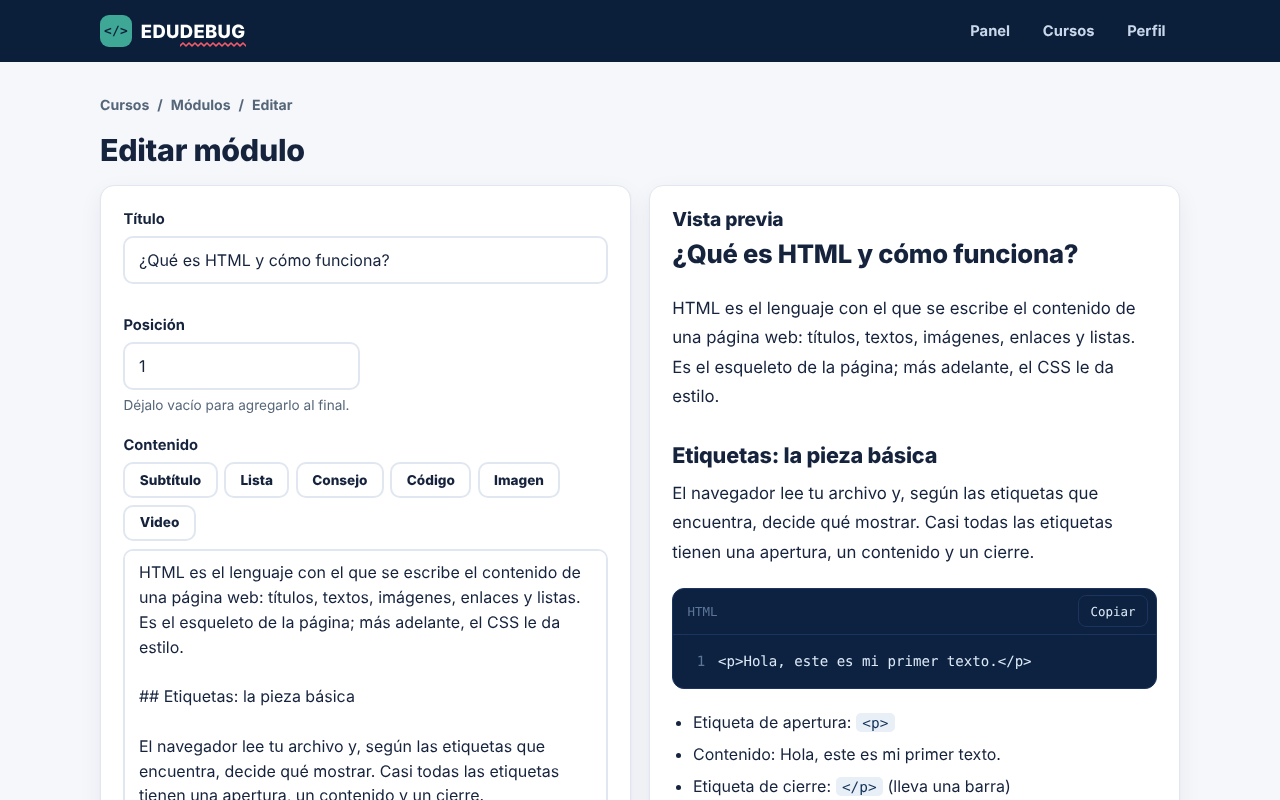 </> EDUDEBUG
Panel
Cursos
Perfil
Cursos / Módulos / Editar
Editar módulo
Título
¿Qué es HTML y cómo funciona?
Posición
1
Déjalo vacío para agregarlo al final.
Contenido
Subtítulo
Lista
Consejo
Código
Imagen
Video
HTML es el lenguaje con el que se escribe el contenido de
una página web: títulos, textos, imágenes, enlaces y listas.
Es el esqueleto de la página; más adelante, el CSS le da
estilo.
## Etiquetas: la pieza básica
El navegador lee tu archivo y, según las etiquetas que
encuentra, decide qué mostrar. Casi todas las etiquetas
tienen una apertura, un contenido y un cierre.
Vista previa
¿Qué es HTML y cómo funciona?
HTML es el lenguaje con el que se escribe el contenido de
una página web: títulos, textos, imágenes, enlaces y listas.
Es el esqueleto de la página; más adelante, el CSS le da
estilo.
Etiquetas: la pieza básica
El navegador lee tu archivo y, según las etiquetas que
encuentra, decide qué mostrar. Casi todas las etiquetas
tienen una apertura, un contenido y un cierre.
HTML
Copiar
1 <p>Hola, este es mi primer texto.</p>
• Etiqueta de apertura: <p>
• Contenido: Hola, este es mi primer texto.
• Etiqueta de cierre: </p> (lleva una barra)